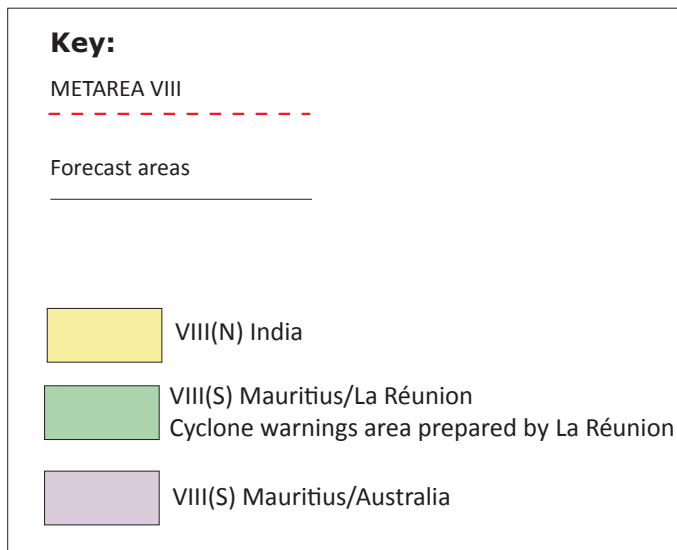 Key:
METAREA VIII
Forecast areas
VIII(N) India
VIII(S) Mauritius/La Réunion
Cyclone warnings area prepared by La Réunion
VIII(S) Mauritius/Australia